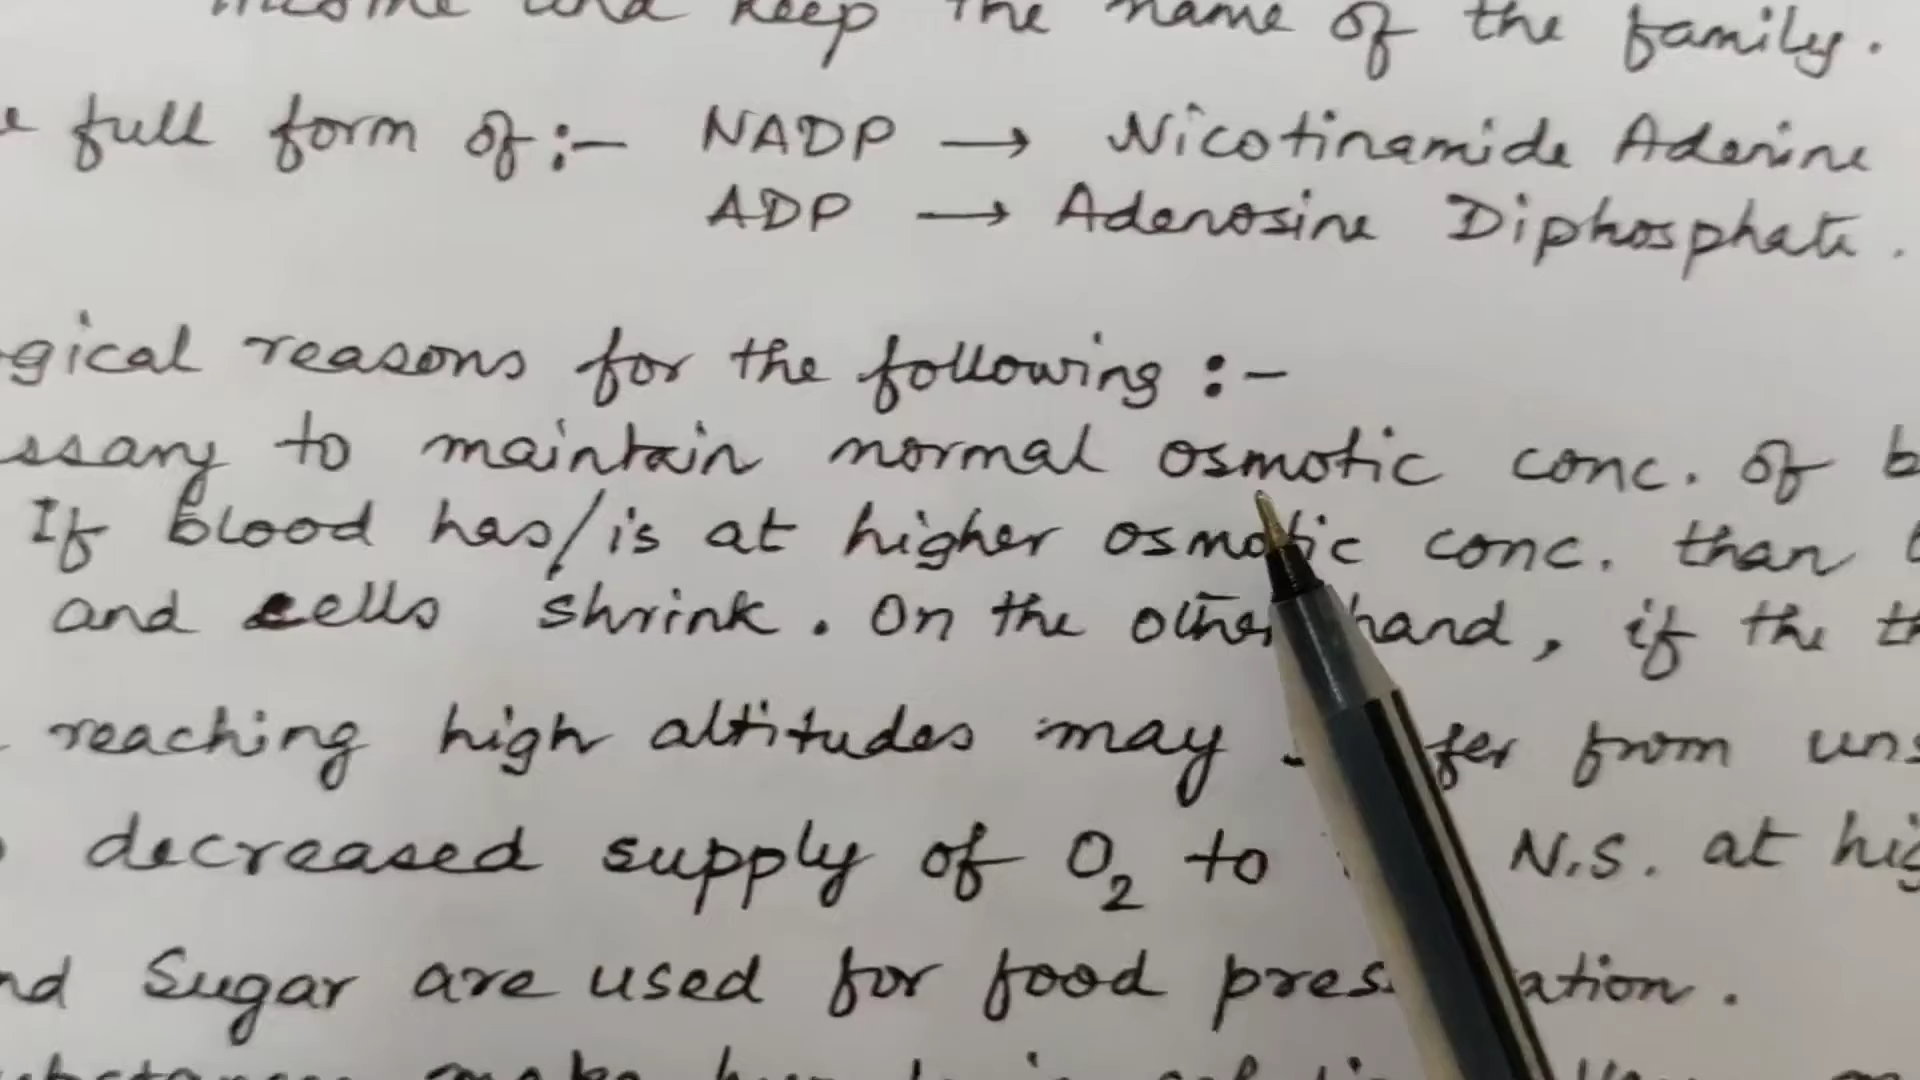 and keep the name of the family.
full form of :- NADP → Nicotinamide Adenine
ADP → Adenosine Diphosphate.
gical reasons for the following :-
ssary to maintain normal osmotic conc. of b
If blood has/is at higher osmotic conc. than
and cells shrink. On the other hand, if the th
reaching high altitudes may fer from uns
decreased supply of O₂ to N.S. at hig
nd Sugar are used for food pres ation.